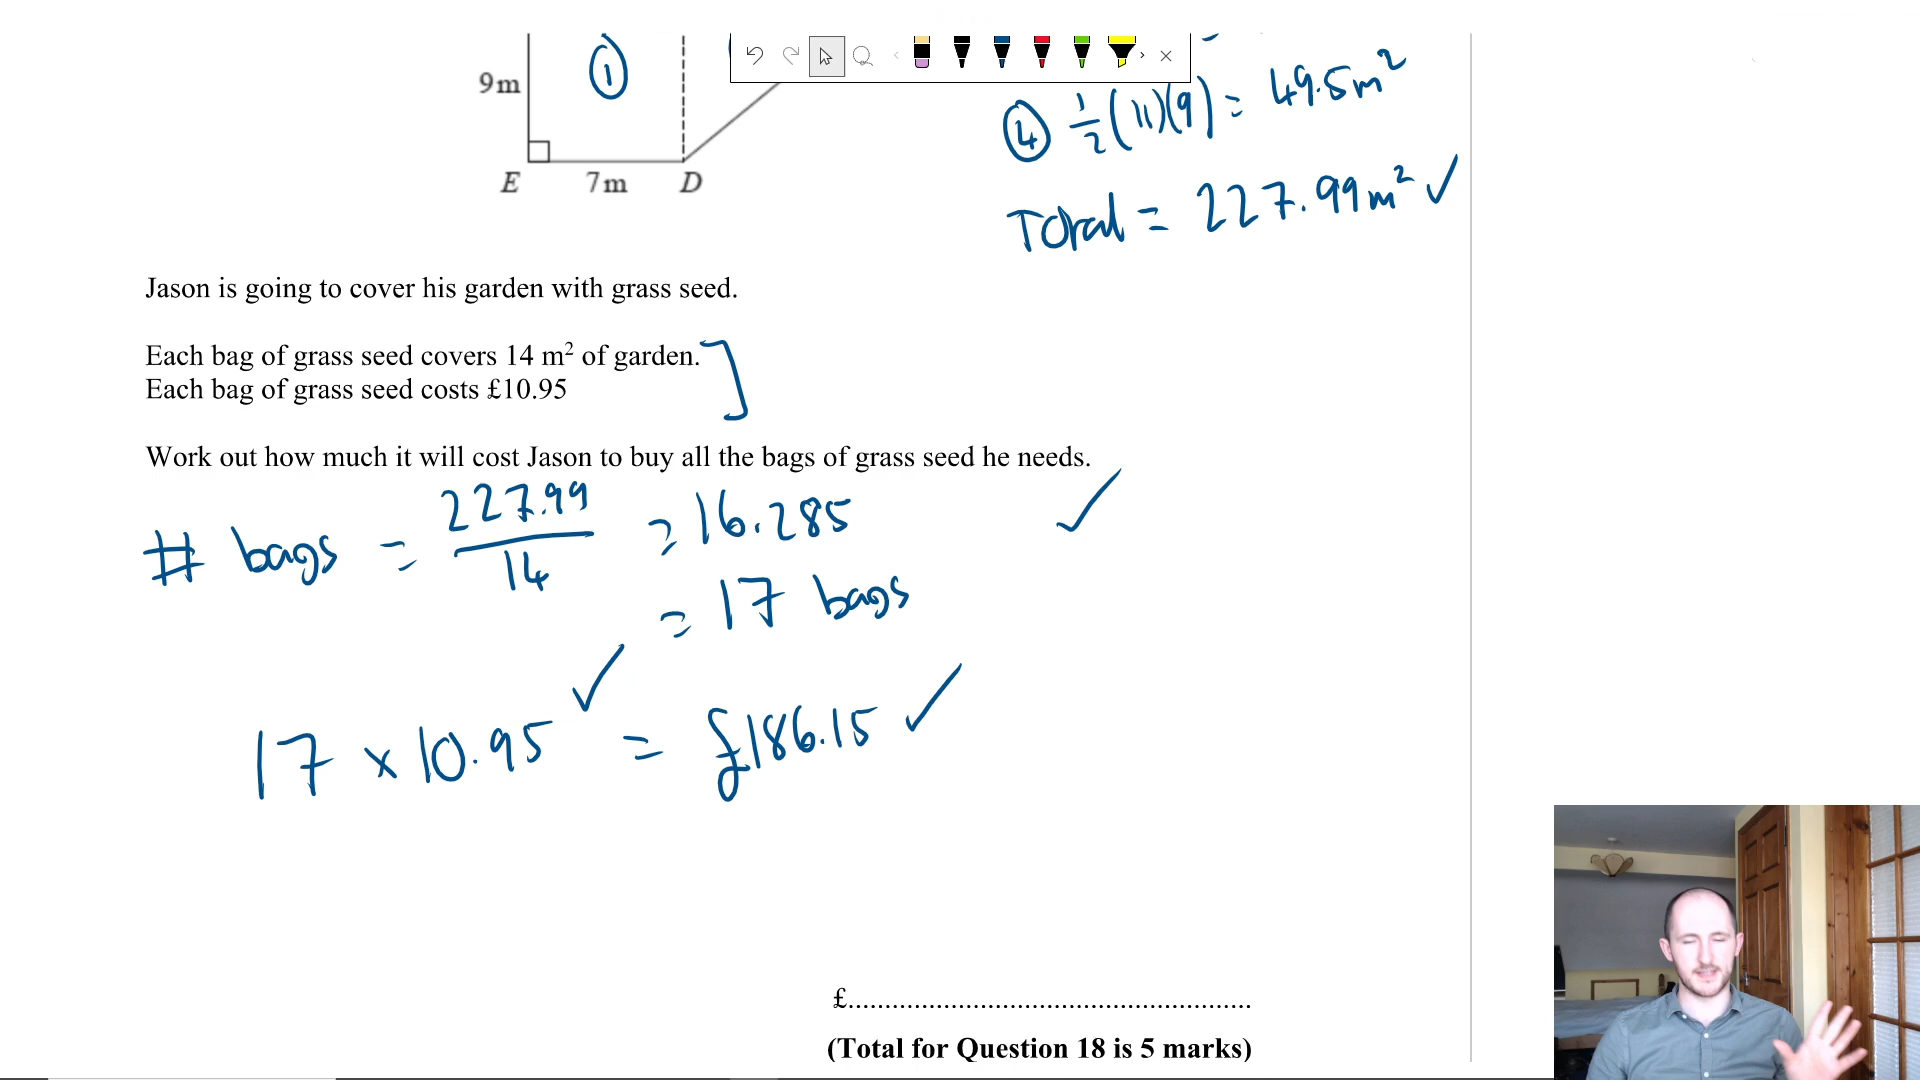 9m
①
④ 1/2 (11)(9) = 49.5m²
E 7m D
Total = 227.99m² ✓
Jason is going to cover his garden with grass seed.
Each bag of grass seed covers 14 m² of garden.
Each bag of grass seed costs £10.95
Work out how much it will cost Jason to buy all the bags of grass seed he needs.
# bags = 227.99/14 = 16.285 ✓
= 17 bags
17 × 10.95 ✓ = £186.15 ✓
£......................................................
(Total for Question 18 is 5 marks)